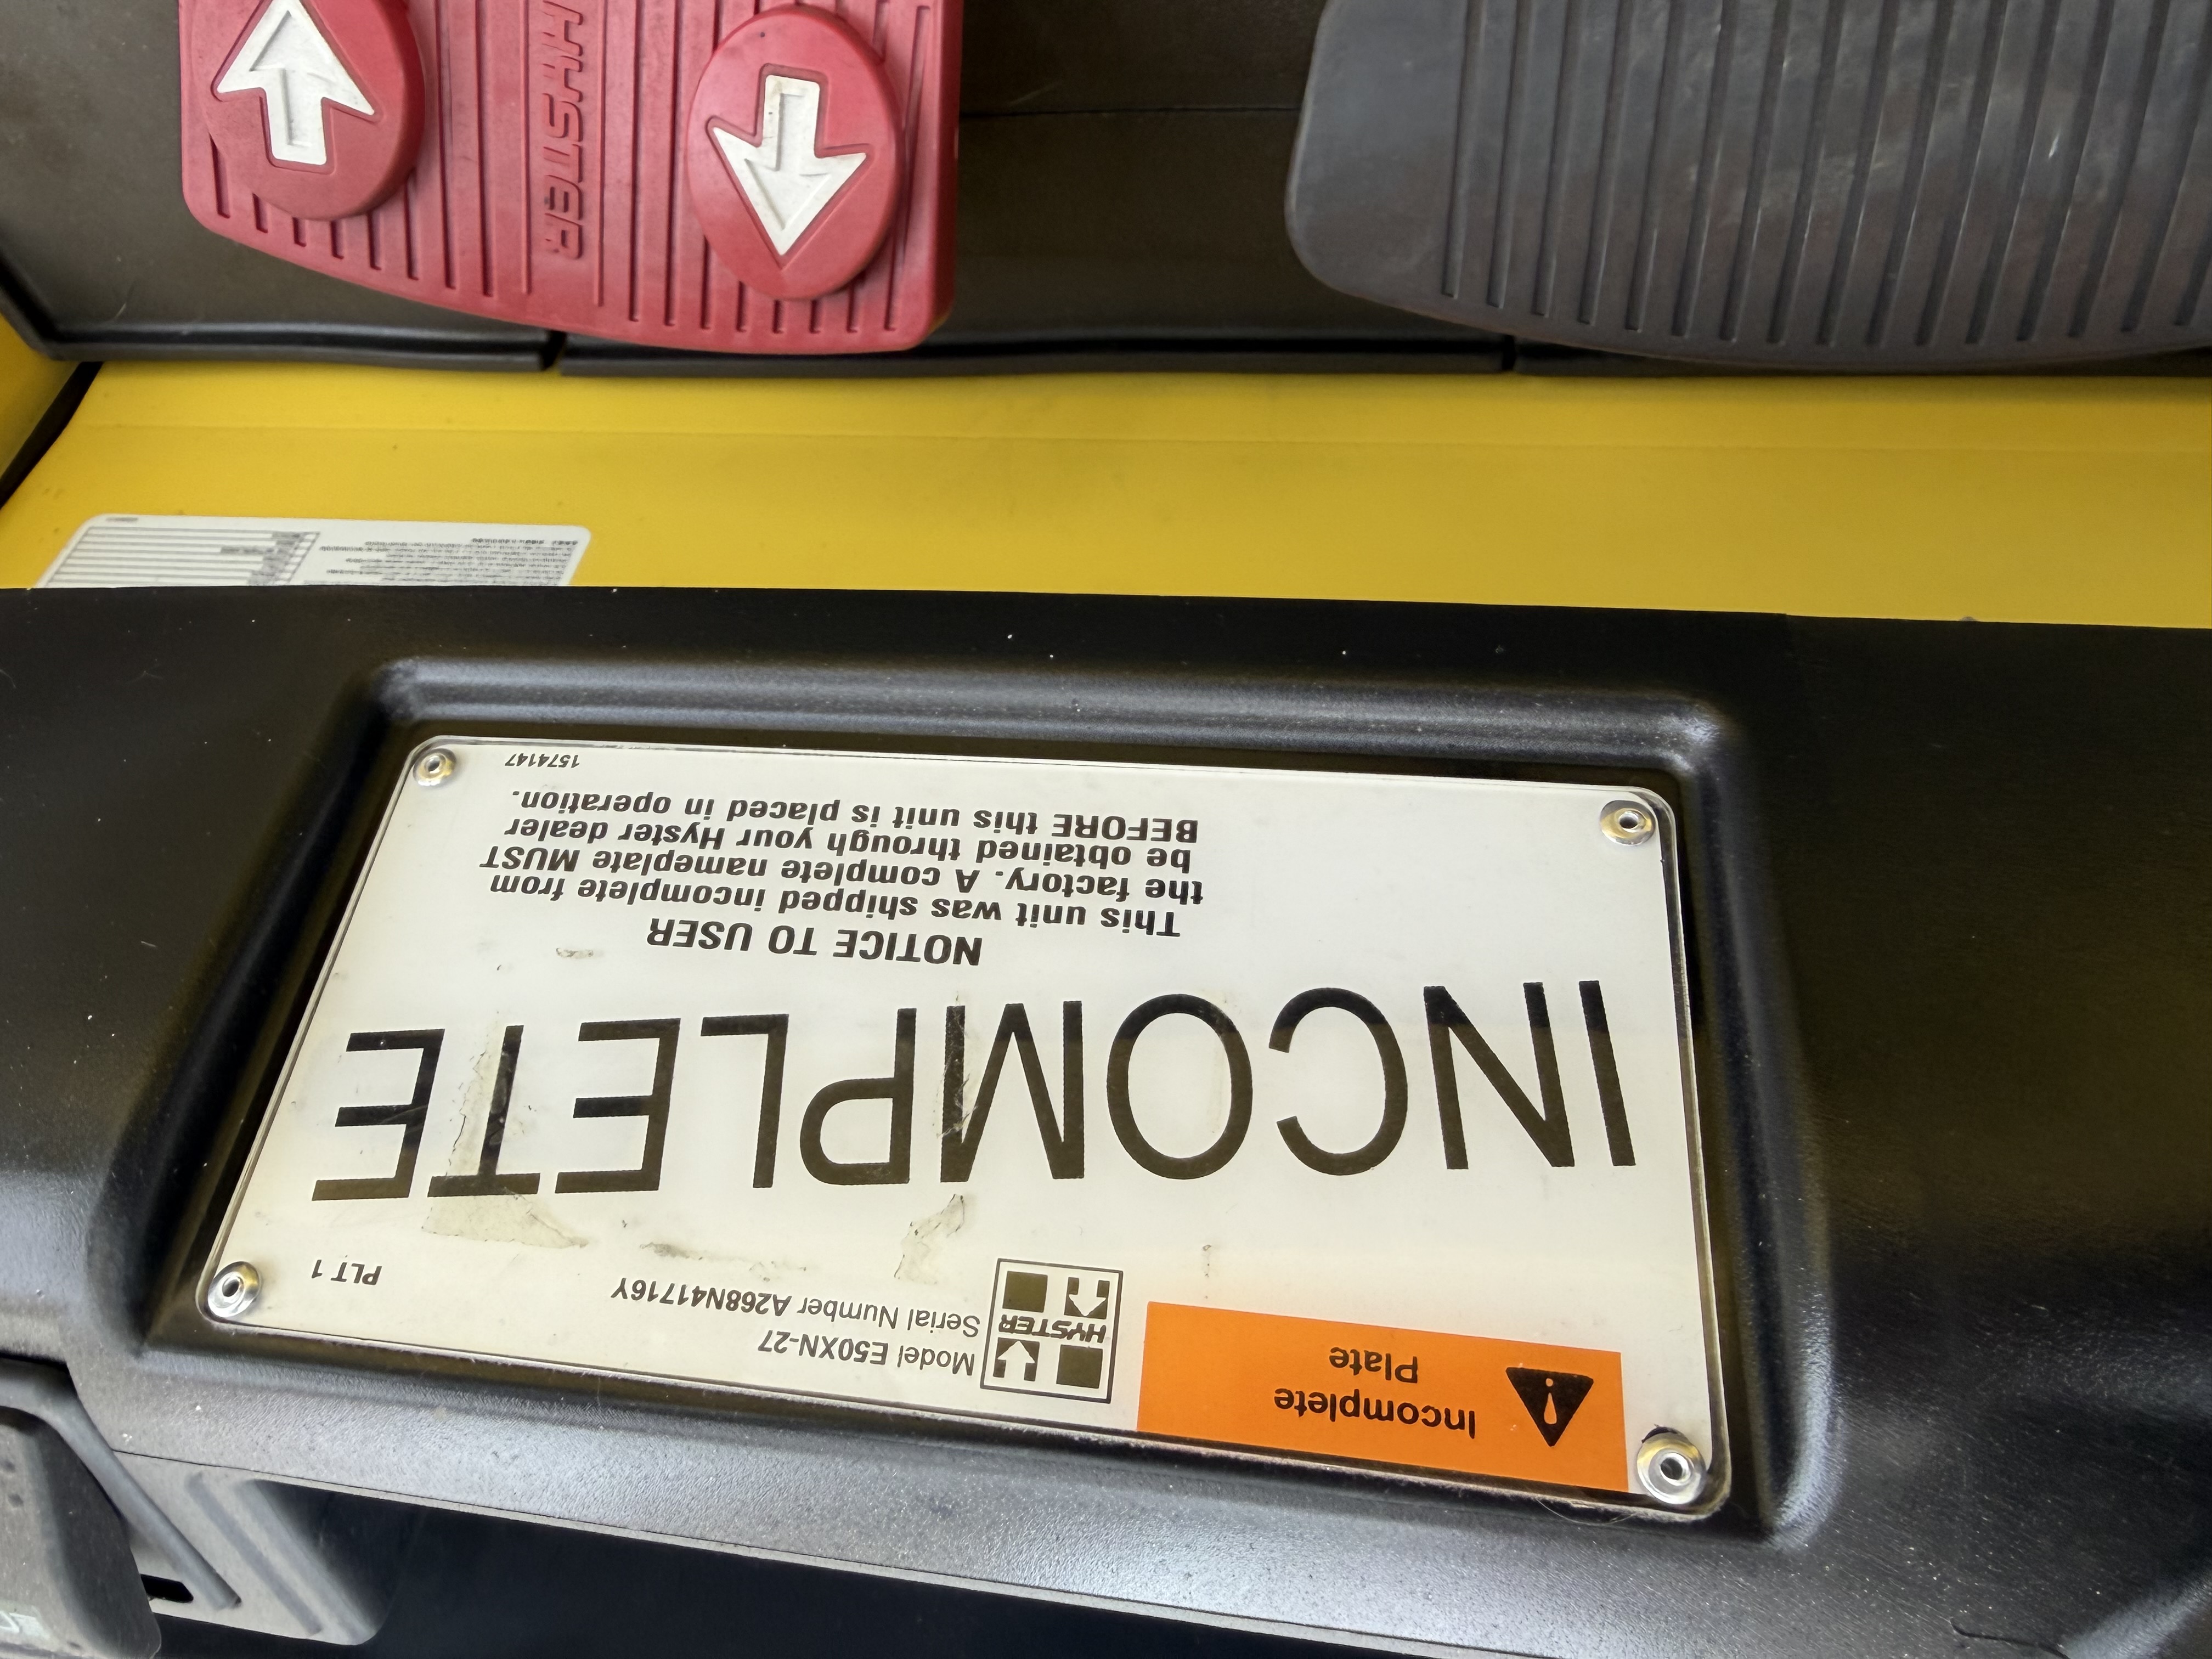 Incomplete
Plate
HYSTER
Model E50XN-27
Serial Number A268N41716Y
PLT 1
INCOMPLETE
NOTICE TO USER
This unit was shipped incomplete from
the factory. A complete nameplate MUST
be obtained through your Hyster dealer
BEFORE this unit is placed in operation.
1574147
HYSTER